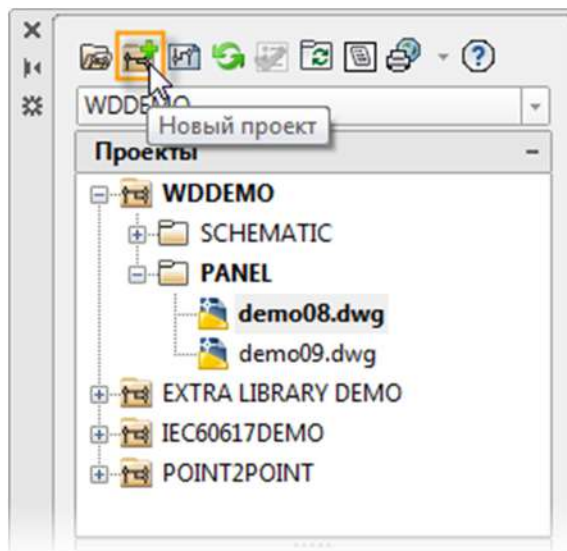 WDDEMO
Новый проект
Проекты
WDDEMO
SCHEMATIC
PANEL
demo08.dwg
demo09.dwg
EXTRA LIBRARY DEMO
IEC60617DEMO
POINT2POINT